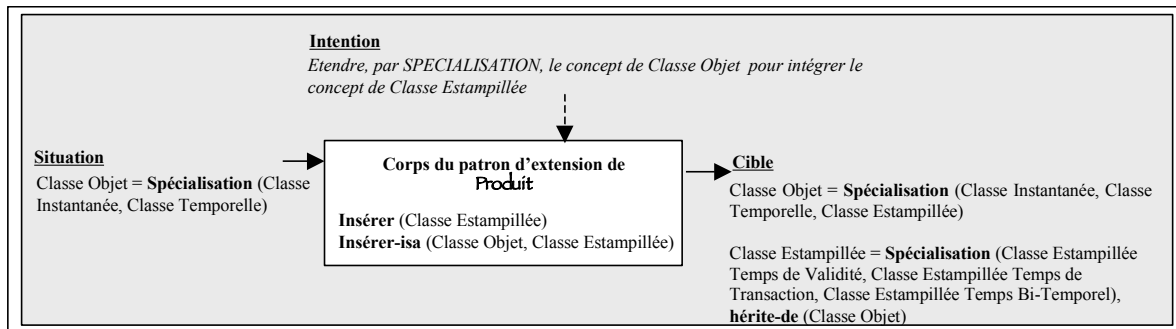 Intention
Etendre, par SPECIALISATION, le concept de Classe Objet pour intégrer le
concept de Classe Estampillée
Situation
Classe Objet = Spécialisation (Classe
Instantanée, Classe Temporelle)
Corps du patron d'extension de
Produit
Insérer (Classe Estampillée)
Insérer-isa (Classe Objet, Classe Estampillée)
Cible
Classe Objet = Spécialisation (Classe Instantanée, Classe
Temporelle, Classe Estampillée)
Classe Estampillée = Spécialisation (Classe Estampillée
Temps de Validité, Classe Estampillée Temps de
Transaction, Classe Estampillée Temps Bi-Temporel),
hérite-de (Classe Objet)